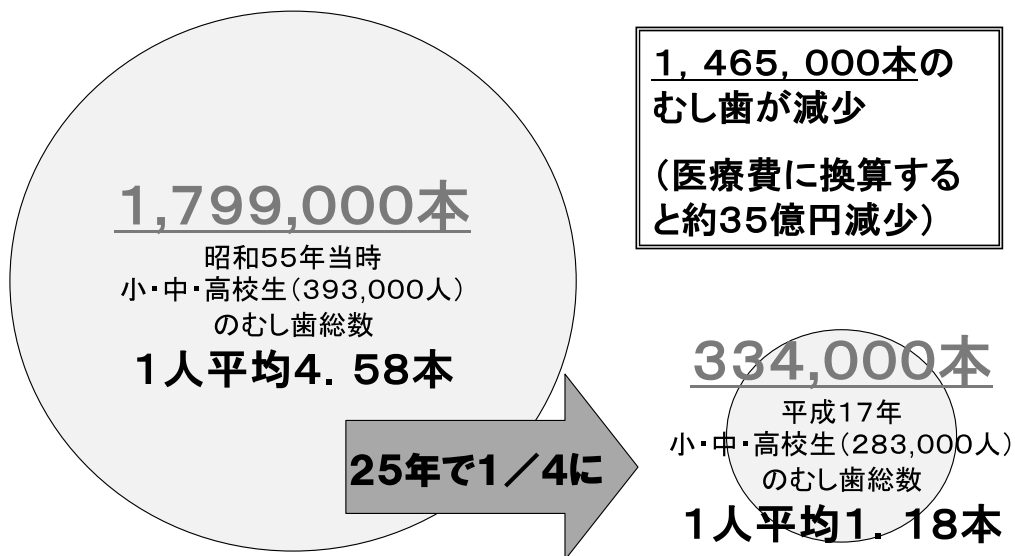 1,799,000本
昭和55年当時
小・中・高校生(393,000人)
のむし歯総数
1人平均4.58本
1,465,000本の
むし歯が減少
(医療費に換算する
と約35億円減少)
25年で1/4に
334,000本
平成17年
小・中・高校生(283,000人)
のむし歯総数
1人平均1.18本